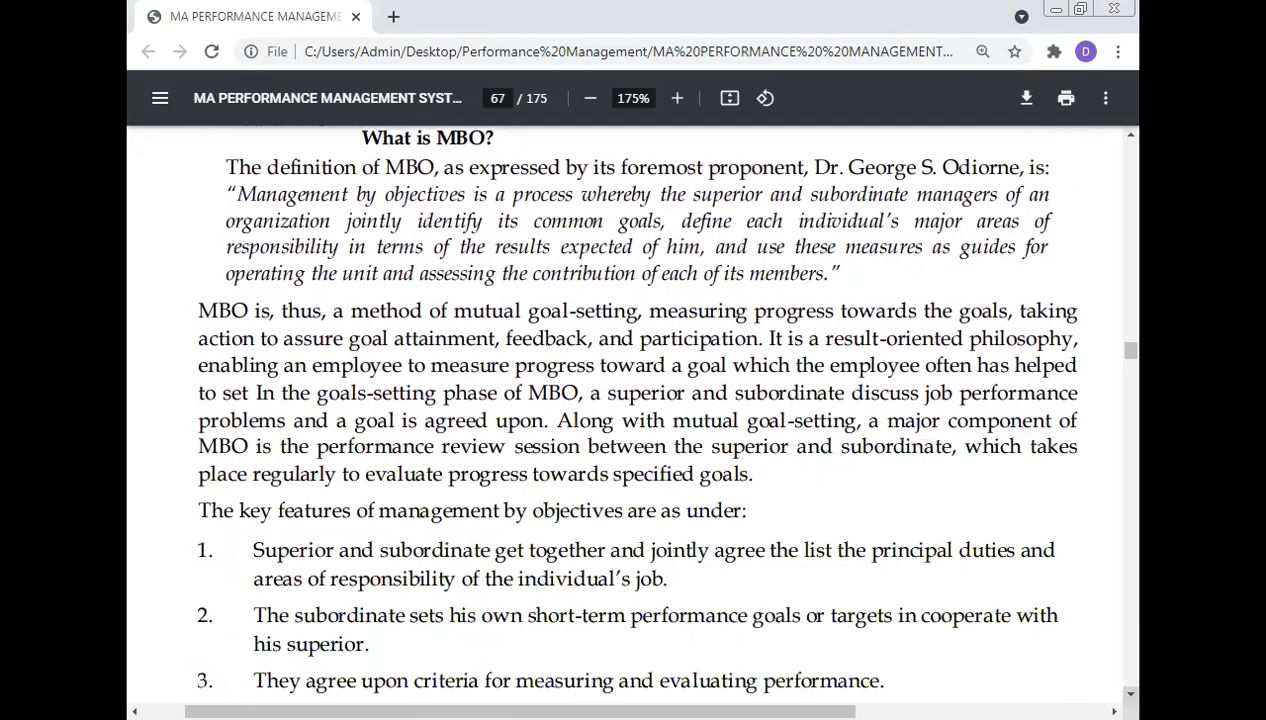 MA PERFORMANCE MANAGEME
File
C:/Users/Admin/Desktop/Performance%20Management/MA%20PERFORMANCE%20%20MANAGEMENT...
D
MA PERFORMANCE MANAGEMENT SYST...
67 / 175
175%
What is MBO?
The definition of MBO, as expressed by its foremost proponent, Dr. George S. Odiorne, is:
“Management by objectives is a process whereby the superior and subordinate managers of an
organization jointly identify its common goals, define each individual’s major areas of
responsibility in terms of the results expected of him, and use these measures as guides for
operating the unit and assessing the contribution of each of its members.”
MBO is, thus, a method of mutual goal-setting, measuring progress towards the goals, taking
action to assure goal attainment, feedback, and participation. It is a result-oriented philosophy,
enabling an employee to measure progress toward a goal which the employee often has helped
to set In the goals-setting phase of MBO, a superior and subordinate discuss job performance
problems and a goal is agreed upon. Along with mutual goal-setting, a major component of
MBO is the performance review session between the superior and subordinate, which takes
place regularly to evaluate progress towards specified goals.
The key features of management by objectives are as under:
1. Superior and subordinate get together and jointly agree the list the principal duties and
areas of responsibility of the individual’s job.
2. The subordinate sets his own short-term performance goals or targets in cooperate with
his superior.
3. They agree upon criteria for measuring and evaluating performance.